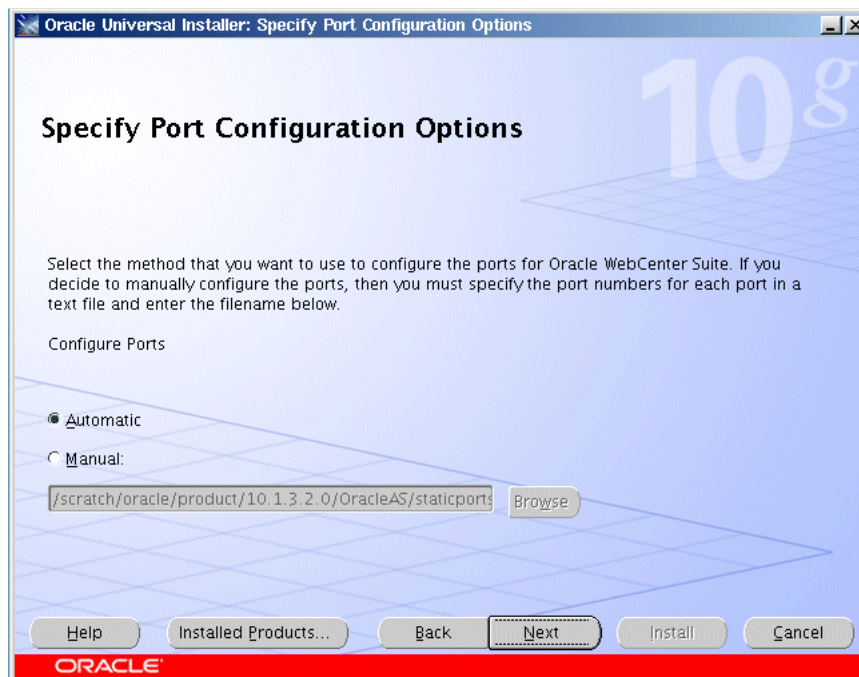 Oracle Universal Installer: Specify Port Configuration Options
10g
Specify Port Configuration Options
Select the method that you want to use to configure the ports for Oracle WebCenter Suite. If you
decide to manually configure the ports, then you must specify the port numbers for each port in a
text file and enter the filename below.
Configure Ports
Automatic
Manual:
/scratch/oracle/product/10.1.3.2.0/OracleAS/staticports
Browse
Help
Installed Products...
Back
Next
Install
Cancel
ORACLE